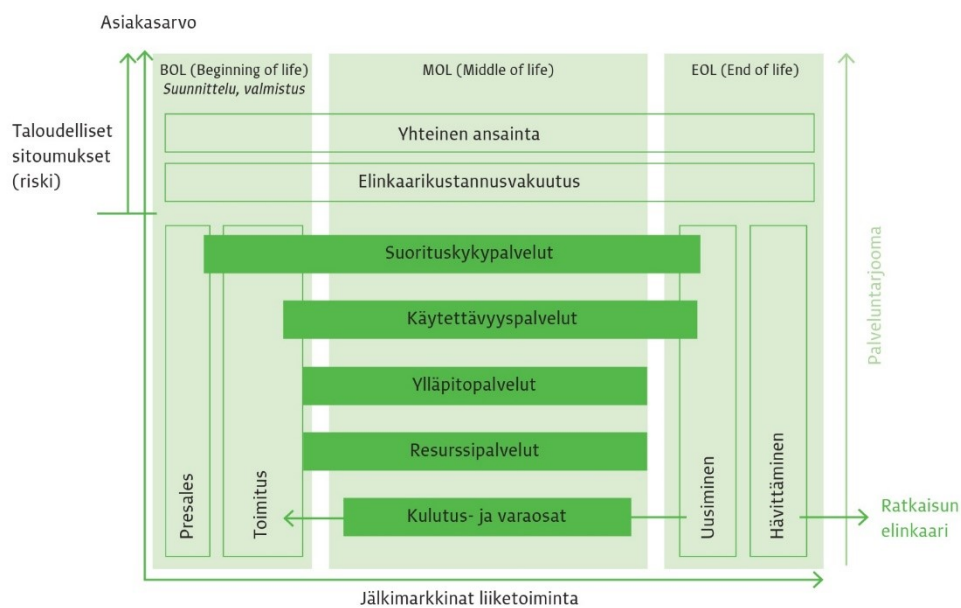 Asiakasarvo
BOL (Beginning of life)
Suunnittelu, valmistus
MOL (Middle of life)
EOL (End of life)
Taloudelliset
sitoumukset
(riski)
Yhteinen ansainta
Elinkaarikustannusvakuutus
Suorituskykypalvelut
Käytettävyyspalvelut
Ylläpitopalvelut
Resurssipalvelut
Kulutus- ja varaosat
Presales
Toimitus
Uusiminen
Hävittäminen
Palveluntarjooma
Ratkaisun
elinkaari
Jälkimarkkinat liiketoiminta